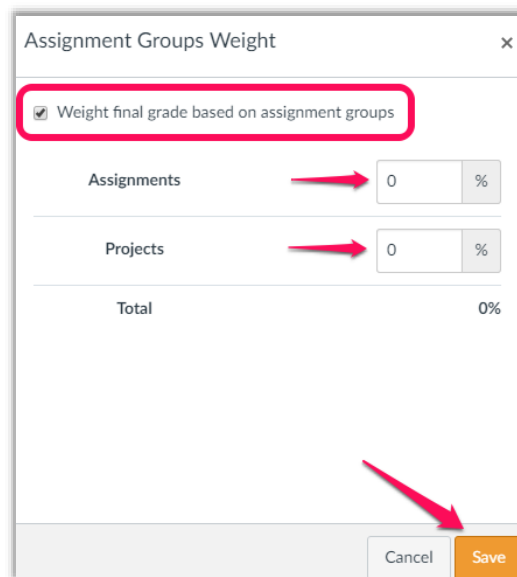 Assignment Groups Weight ×
Weight final grade based on assignment groups
Assignments 0 %
Projects 0 %
Total 0%
Cancel Save